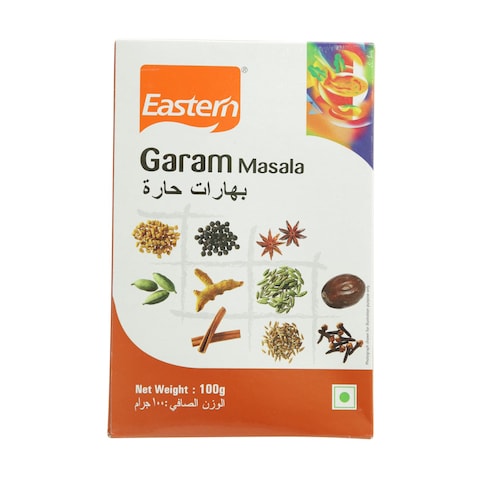 Eastern®
Garam Masala
بهارات حارة
Net Weight : 100g
الوزن الصافي: ١٠٠ جرام